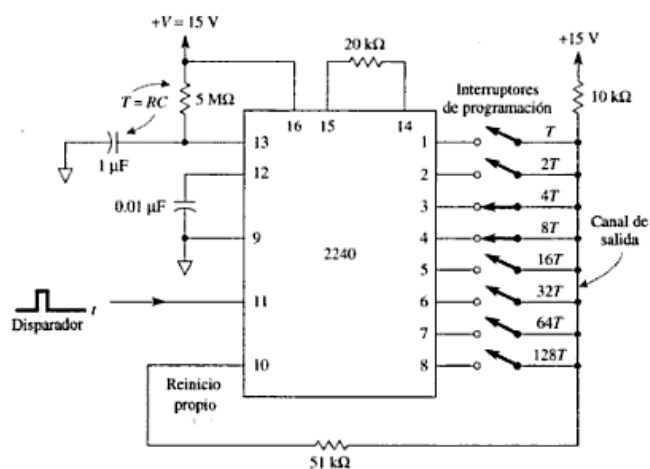 +V = 15 V
20 kΩ
+15 V
T = RC
5 MΩ
Interruptores
de programación
10 kΩ
16
15
14
13
1
T
1 µF
12
2
2T
3
4T
0.01 µF
Canal de
salida
9
4
8T
2240
5
16T
11
6
32T
t
Disparador
7
64T
10
8
128T
Reinicio
propio
51 kΩ